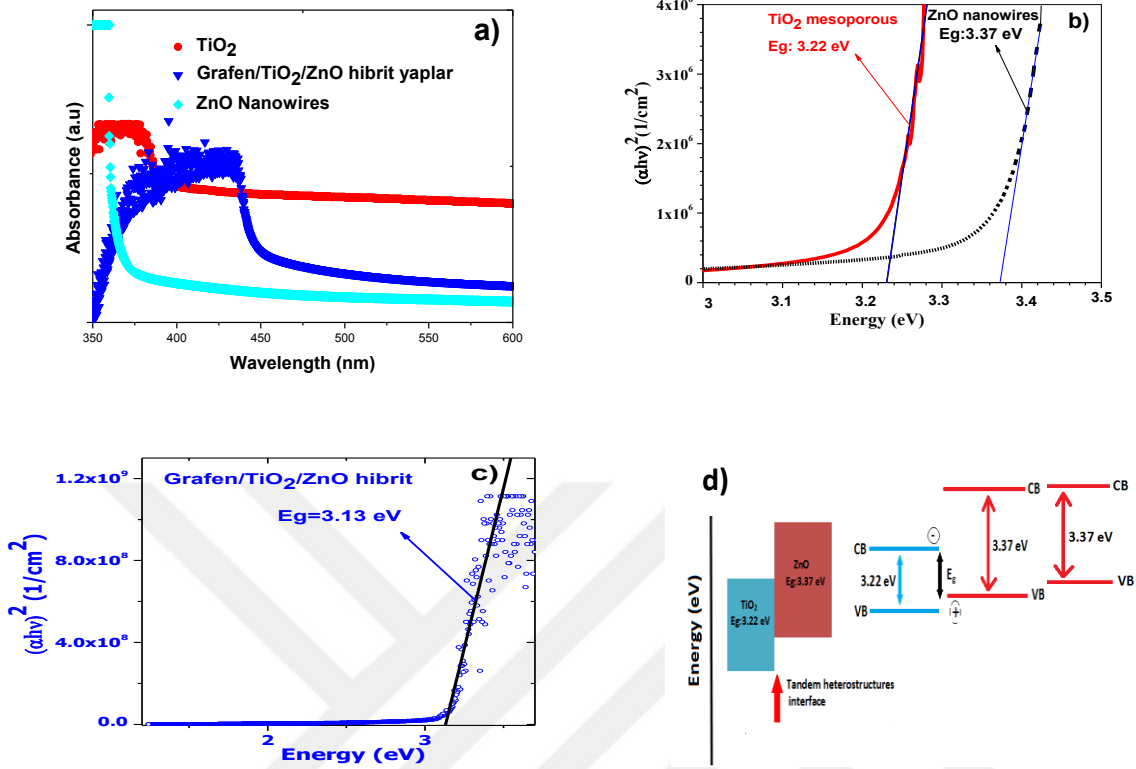 a)
TiO2
Grafen/TiO2/ZnO hibrit yaplar
ZnO Nanowires
Absorbance (a.u)
350 400 450 500 550 600
Wavelength (nm)
b)
TiO2 mesoporous
Eg: 3.22 eV
ZnO nanowires
Eg:3.37 eV
(αhν)2 (1/cm2)
4x106
3x106
2x106
1x106
0
3 3.1 3.2 3.3 3.4 3.5
Energy (eV)
c)
Grafen/TiO2/ZnO hibrit
Eg=3.13 eV
(αhν)2 (1/cm2)
1.2x109
8.0x108
4.0x108
0.0
2 3
Energy (eV)
d)
Energy (eV)
TiO2
Eg:3.22 eV
ZnO
Eg:3.37 eV
Tandem heterostructures
interface
CB
3.22 eV
VB
-
Eg
+
CB
3.37 eV
VB
CB
3.37 eV
VB